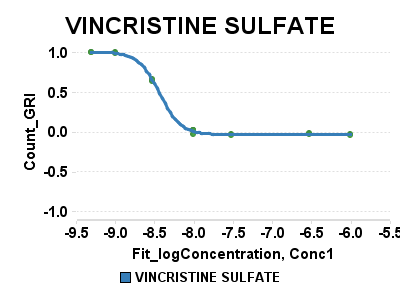 VINCRISTINE SULFATE
Count_GRI
1.0
0.5
0.0
-0.5
-1.0
-9.5 -9.0 -8.5 -8.0 -7.5 -7.0 -6.5 -6.0 -5.5
Fit_logConcentration, Conc1
VINCRISTINE SULFATE